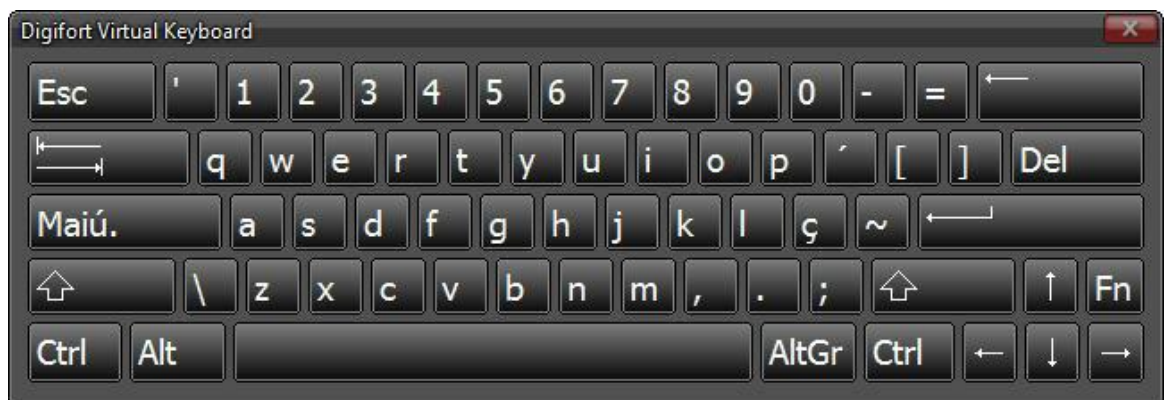 Digifort Virtual Keyboard
Esc ' 1 2 3 4 5 6 7 8 9 0 - =
q w e r t y u i o p ´ [ ] Del
Maiú. a s d f g h j k l ç ~
\ z x c v b n m , . ; Fn
Ctrl Alt AltGr Ctrl